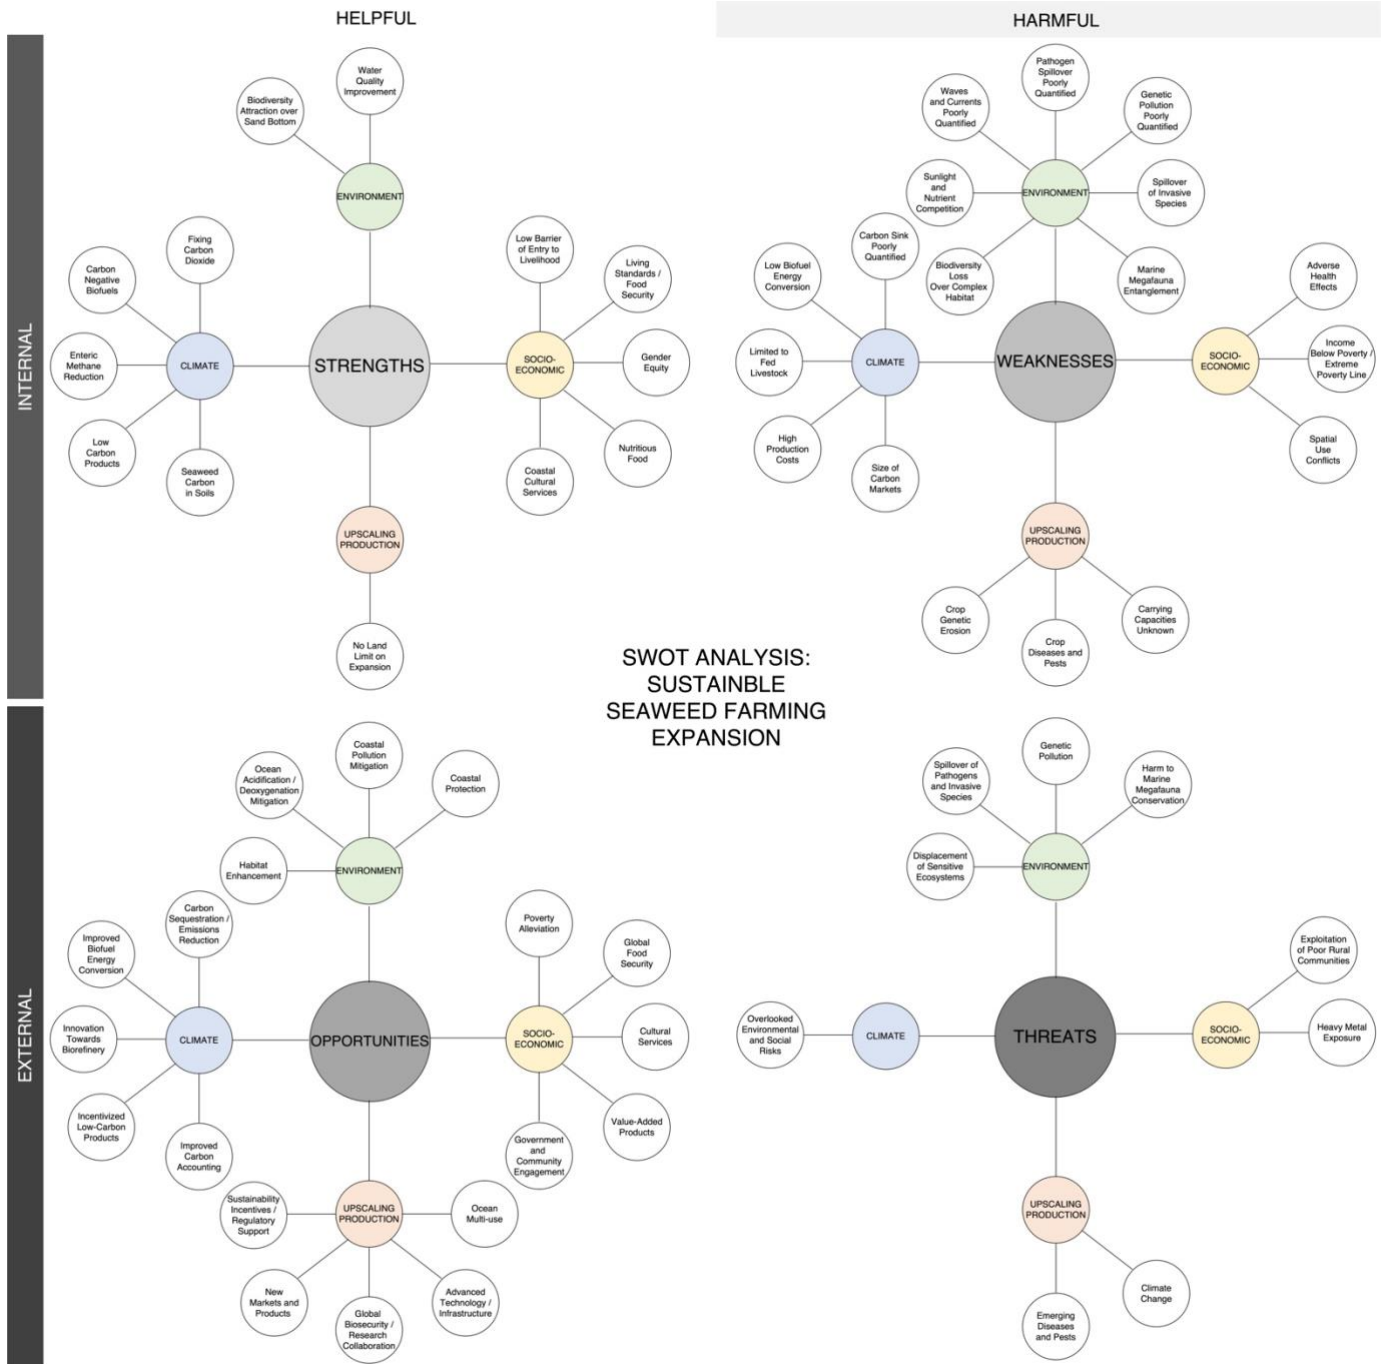 HELPFUL
HARMFUL
INTERNAL
Water
Quality
Improvement
Biodiversity
Attraction over
Sand Bottom
ENVIRONMENT
Fixing
Carbon
Dioxide
Carbon
Negative
Biofuels
Enteric
Methane
Reduction
Low
Carbon
Products
Seaweed
Carbon
in Soils
CLIMATE
STRENGTHS
Low Barrier
of Entry to
Livelihood
Living
Standards /
Food
Security
Gender
Equity
Nutritious
Food
Coastal
Cultural
Services
SOCIO-
ECONOMIC
UPSCALING
PRODUCTION
No Land
Limit on
Expansion
Pathogen
Spillover
Poorly
Quantified
Waves
and Currents
Poorly
Quantified
Genetic
Pollution
Poorly
Quantified
Sunlight
and
Nutrient
Competition
ENVIRONMENT
Spillover
of Invasive
Species
Biodiversity
Loss
Over Complex
Habitat
Marine
Megafauna
Entanglement
Carbon Sink
Poorly
Quantified
Low Biofuel
Energy
Conversion
Limited to
Fed
Livestock
High
Production
Costs
Size of
Carbon
Markets
CLIMATE
WEAKNESSES
SOCIO-
ECONOMIC
Adverse
Health
Effects
Income
Below Poverty /
Extreme
Poverty Line
Spatial
Use
Conflicts
UPSCALING
PRODUCTION
Crop
Genetic
Erosion
Crop
Diseases and
Pests
Carrying
Capacities
Unknown
SWOT ANALYSIS:
SUSTAINBLE
SEAWEED FARMING
EXPANSION
EXTERNAL
Coastal
Pollution
Mitigation
Ocean
Acidification /
Deoxygenation
Mitigation
Coastal
Protection
Habitat
Enhancement
ENVIRONMENT
Carbon
Sequestration /
Emissions
Reduction
Improved
Biofuel
Energy
Conversion
Innovation
Towards
Biorefinery
Incentivized
Low-Carbon
Products
Improved
Carbon
Accounting
CLIMATE
OPPORTUNITIES
SOCIO-
ECONOMIC
Poverty
Alleviation
Global
Food
Security
Cultural
Services
Value-Added
Products
Government
and
Community
Engagement
UPSCALING
PRODUCTION
Sustainability
Incentives /
Regulatory
Support
Ocean
Multi-use
New
Markets and
Products
Global
Biosecurity /
Research
Collaboration
Advanced
Technology /
Infrastructure
Genetic
Pollution
Spillover of
Pathogens
and Invasive
Species
Harm to
Marine
Megafauna
Conservation
Displacement
of Sensitive
Ecosystems
ENVIRONMENT
Overlooked
Environmental
and Social
Risks
CLIMATE
THREATS
SOCIO-
ECONOMIC
Exploitation
of Poor Rural
Communities
Heavy Metal
Exposure
UPSCALING
PRODUCTION
Climate
Change
Emerging
Diseases
and Pests